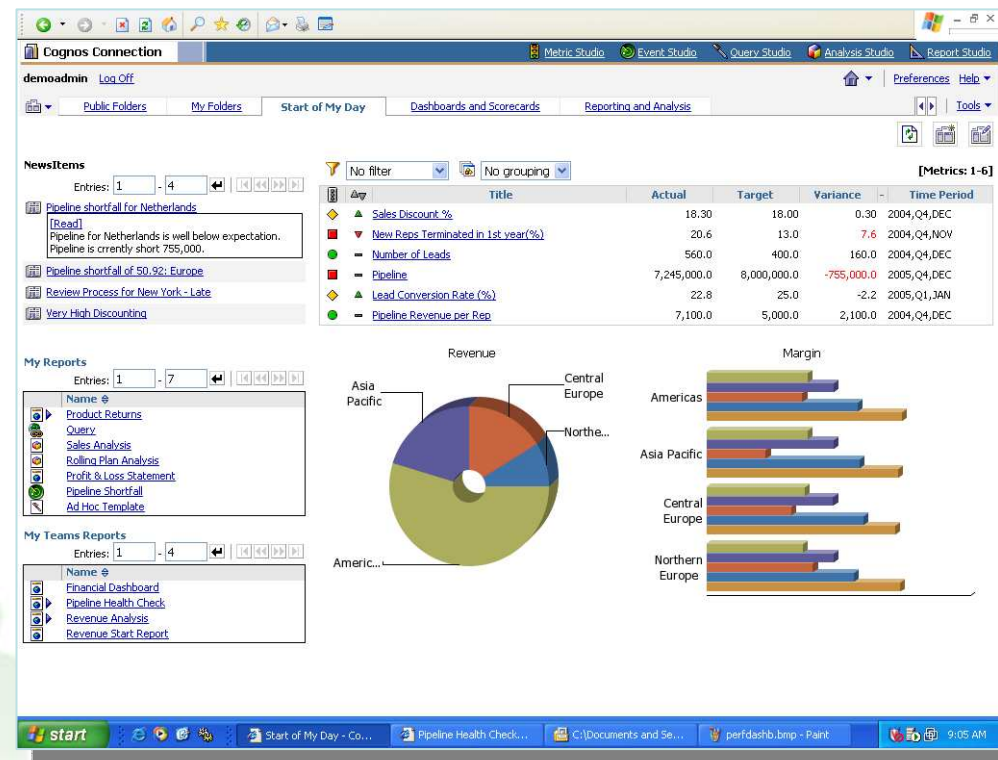 Cognos Connection
Metric Studio Event Studio Query Studio Analysis Studio Report Studio
demoadmin Log Off
Preferences Help
Public Folders My Folders Start of My Day Dashboards and Scorecards Reporting and Analysis
Tools
NewsItems
Entries: 1 - 4
Pipeline shortfall for Netherlands
[Read]
Pipeline for Netherlands is well below expectation.
Pipeline is crrently short 755,000.
Pipeline shortfall of 50.92: Europe
Review Process for New York - Late
Very High Discounting
No filter No grouping [Metrics: 1-6]
Title Actual Target Variance - Time Period
Sales Discount % 18.30 18.00 0.30 2004,Q4,DEC
New Reps Terminated in 1st year(%) 20.6 13.0 7.6 2004,Q4,NOV
Number of Leads 560.0 400.0 160.0 2004,Q4,DEC
Pipeline 7,245,000.0 8,000,000.0 -755,000.0 2005,Q4,DEC
Lead Conversion Rate (%) 22.8 25.0 -2.2 2005,Q1,JAN
Pipeline Revenue per Rep 7,100.0 5,000.0 2,100.0 2004,Q4,DEC
My Reports
Entries: 1 - 7
Name
Product Returns
Query
Sales Analysis
Rolling Plan Analysis
Profit & Loss Statement
Pipeline Shortfall
Ad Hoc Template
My Teams Reports
Entries: 1 - 4
Name
Financial Dashboard
Pipeline Health Check
Revenue Analysis
Revenue Start Report
Revenue
Asia
Pacific
Central
Europe
Northe...
Americ...
Margin
Americas
Asia Pacific
Central
Europe
Northern
Europe
start Start of My Day - Co... Pipeline Health Check... C:\Documents and Se... perfdashb.bmp - Paint 9:05 AM